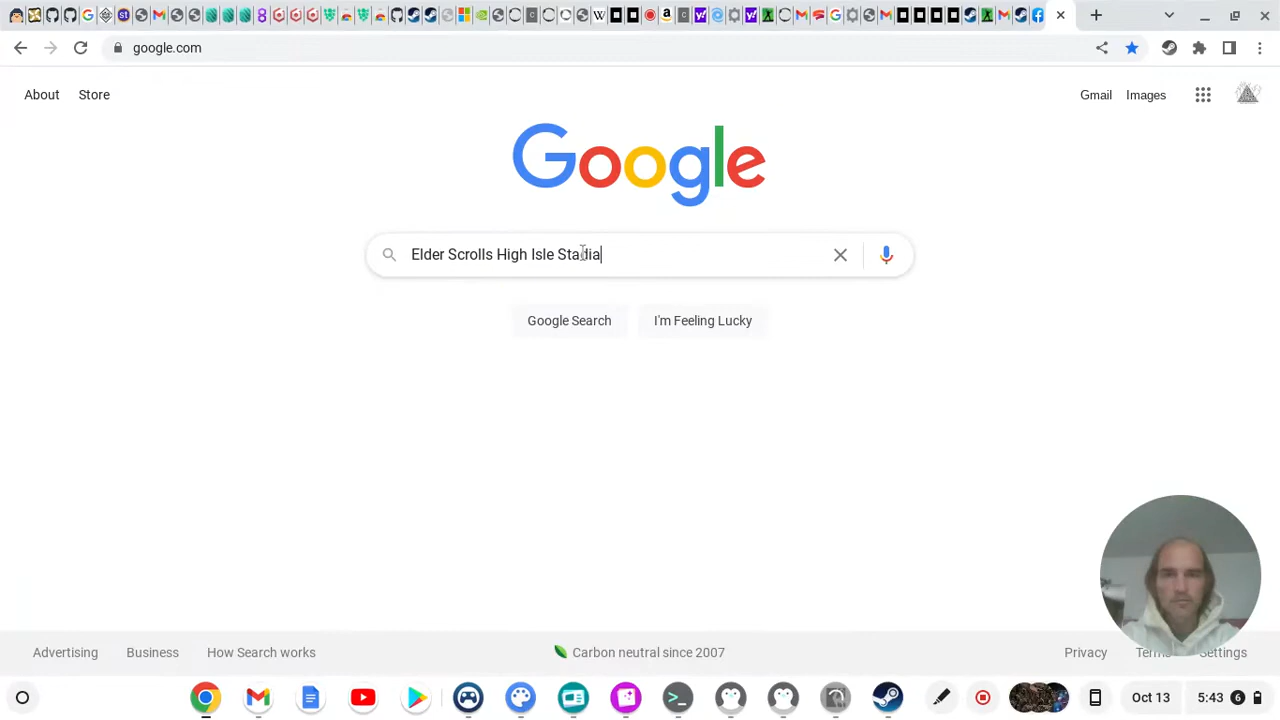 google.com
About Store
Gmail Images
Google
Elder Scrolls High Isle Stadia
Google Search I'm Feeling Lucky
Advertising Business How Search works
Carbon neutral since 2007
Privacy Terms Settings
Oct 13 5:43 6